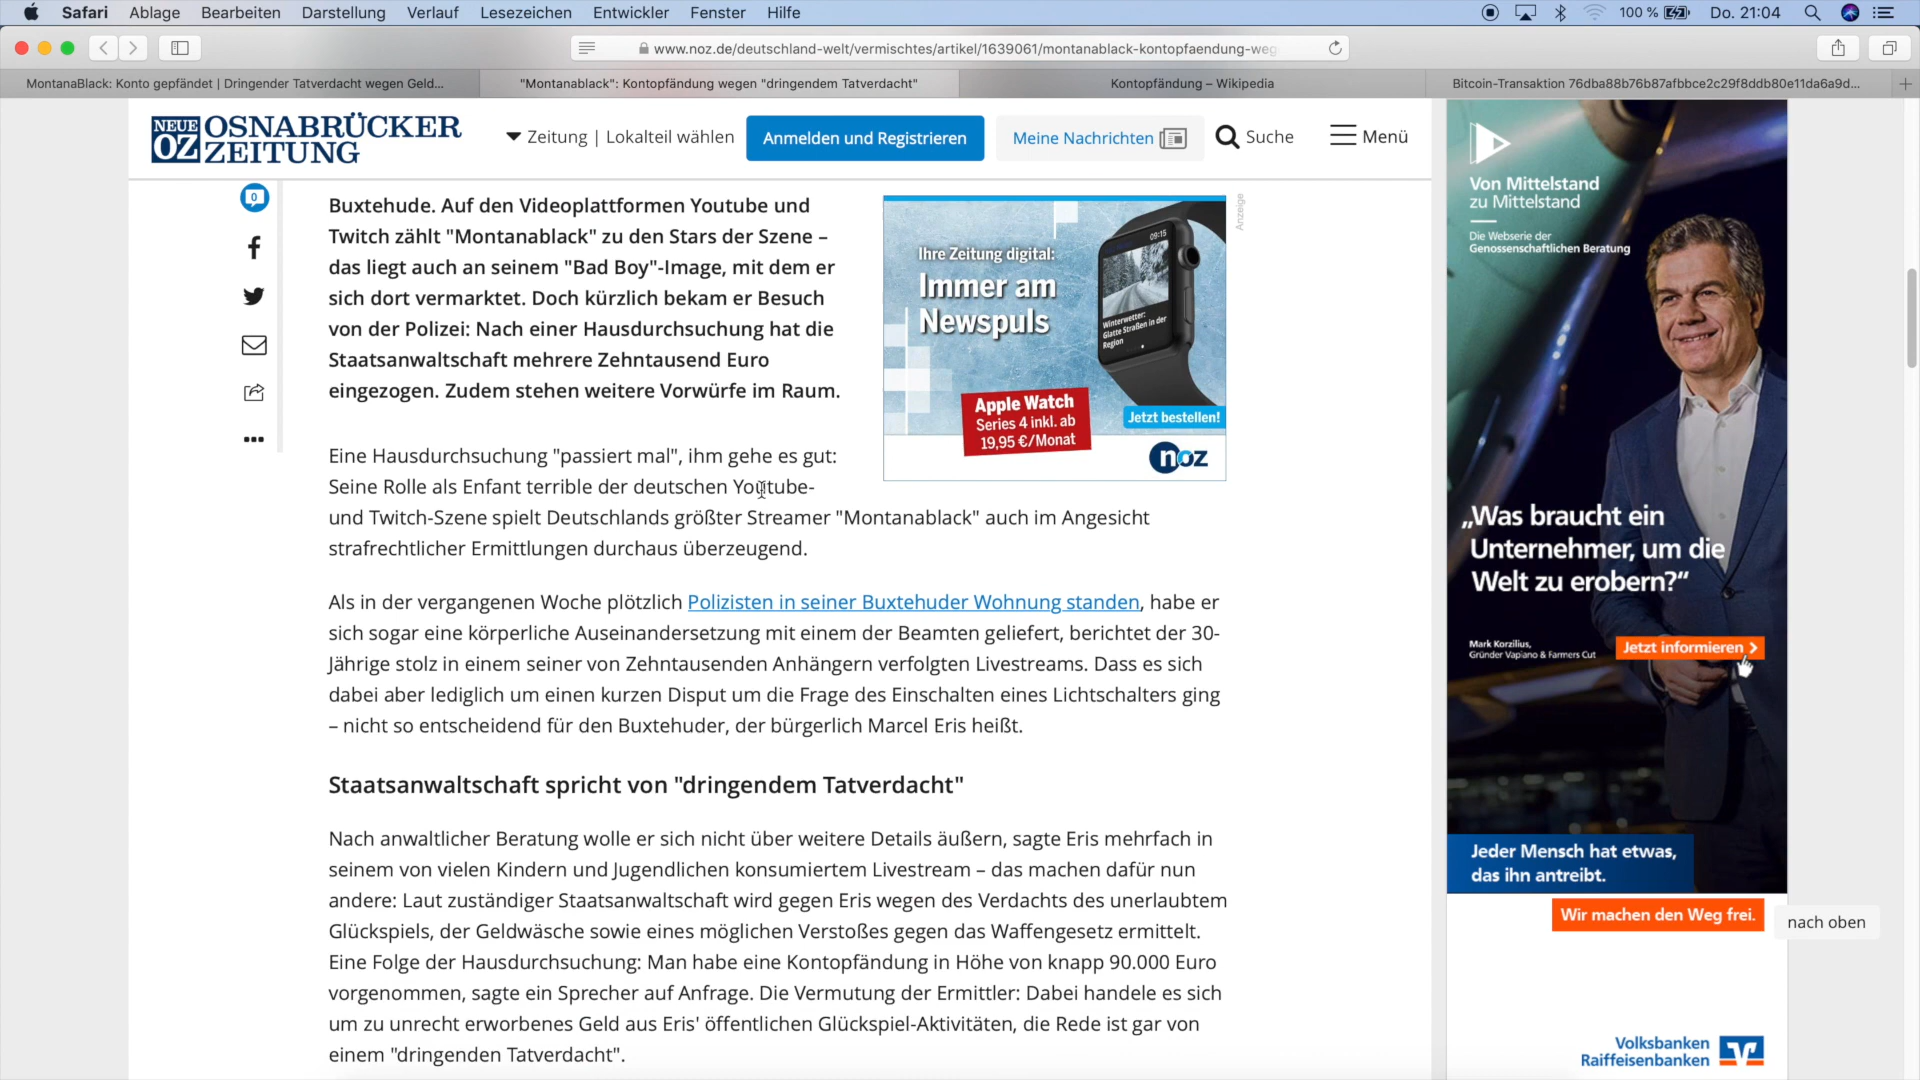 Safari Ablage Bearbeiten Darstellung Verlauf Lesezeichen Entwickler Fenster Hilfe 100 % Do. 21:04
www.noz.de/deutschland-welt/vermischtes/artikel/1639061/montanablack-kontopfaendung-weg
MontanaBlack: Konto gepfändet | Dringender Tatverdacht wegen Geld... "Montanablack": Kontopfändung wegen "dringendem Tatverdacht" Kontopfändung – Wikipedia Bitcoin-Transaktion 76dba88b76b87afbbce2c29f8ddb80e11da6a9d...
NEUE OZ OSNABRÜCKER ZEITUNG
Zeitung | Lokalteil wählen Anmelden und Registrieren Meine Nachrichten Suche Menü
0
Buxtehude. Auf den Videoplattformen Youtube und
Twitch zählt "Montanablack" zu den Stars der Szene –
das liegt auch an seinem "Bad Boy"-Image, mit dem er
sich dort vermarktet. Doch kürzlich bekam er Besuch
von der Polizei: Nach einer Hausdurchsuchung hat die
Staatsanwaltschaft mehrere Zehntausend Euro
eingezogen. Zudem stehen weitere Vorwürfe im Raum.
Anzeige
Ihre Zeitung digital:
Immer am
Newspuls
09:15
Winterwetter:
Glatte Straßen in der
Region
Apple Watch
Series 4 inkl. ab
19,95 €/Monat
Jetzt bestellen!
noz
Eine Hausdurchsuchung "passiert mal", ihm gehe es gut:
Seine Rolle als Enfant terrible der deutschen Youtube-
und Twitch-Szene spielt Deutschlands größter Streamer "Montanablack" auch im Angesicht
strafrechtlicher Ermittlungen durchaus überzeugend.
Als in der vergangenen Woche plötzlich Polizisten in seiner Buxtehuder Wohnung standen, habe er
sich sogar eine körperliche Auseinandersetzung mit einem der Beamten geliefert, berichtet der 30-
Jährige stolz in einem seiner von Zehntausenden Anhängern verfolgten Livestreams. Dass es sich
dabei aber lediglich um einen kurzen Disput um die Frage des Einschalten eines Lichtschalters ging
– nicht so entscheidend für den Buxtehuder, der bürgerlich Marcel Eris heißt.
Staatsanwaltschaft spricht von "dringendem Tatverdacht"
Nach anwaltlicher Beratung wolle er sich nicht über weitere Details äußern, sagte Eris mehrfach in
seinem von vielen Kindern und Jugendlichen konsumiertem Livestream – das machen dafür nun
andere: Laut zuständiger Staatsanwaltschaft wird gegen Eris wegen des Verdachts des unerlaubtem
Glückspiels, der Geldwäsche sowie eines möglichen Verstoßes gegen das Waffengesetz ermittelt.
Eine Folge der Hausdurchsuchung: Man habe eine Kontopfändung in Höhe von knapp 90.000 Euro
vorgenommen, sagte ein Sprecher auf Anfrage. Die Vermutung der Ermittler: Dabei handele es sich
um zu unrecht erworbenes Geld aus Eris' öffentlichen Glückspiel-Aktivitäten, die Rede ist gar von
einem "dringenden Tatverdacht".
Von Mittelstand
zu Mittelstand
Die Webserie der
Genossenschaftlichen Beratung
„Was braucht ein
Unternehmer, um die
Welt zu erobern?“
Mark Korzilius,
Gründer Vapiano & Farmers Cut
Jetzt informieren
Jeder Mensch hat etwas,
das ihn antreibt.
Wir machen den Weg frei.
nach oben
Volksbanken
Raiffeisenbanken